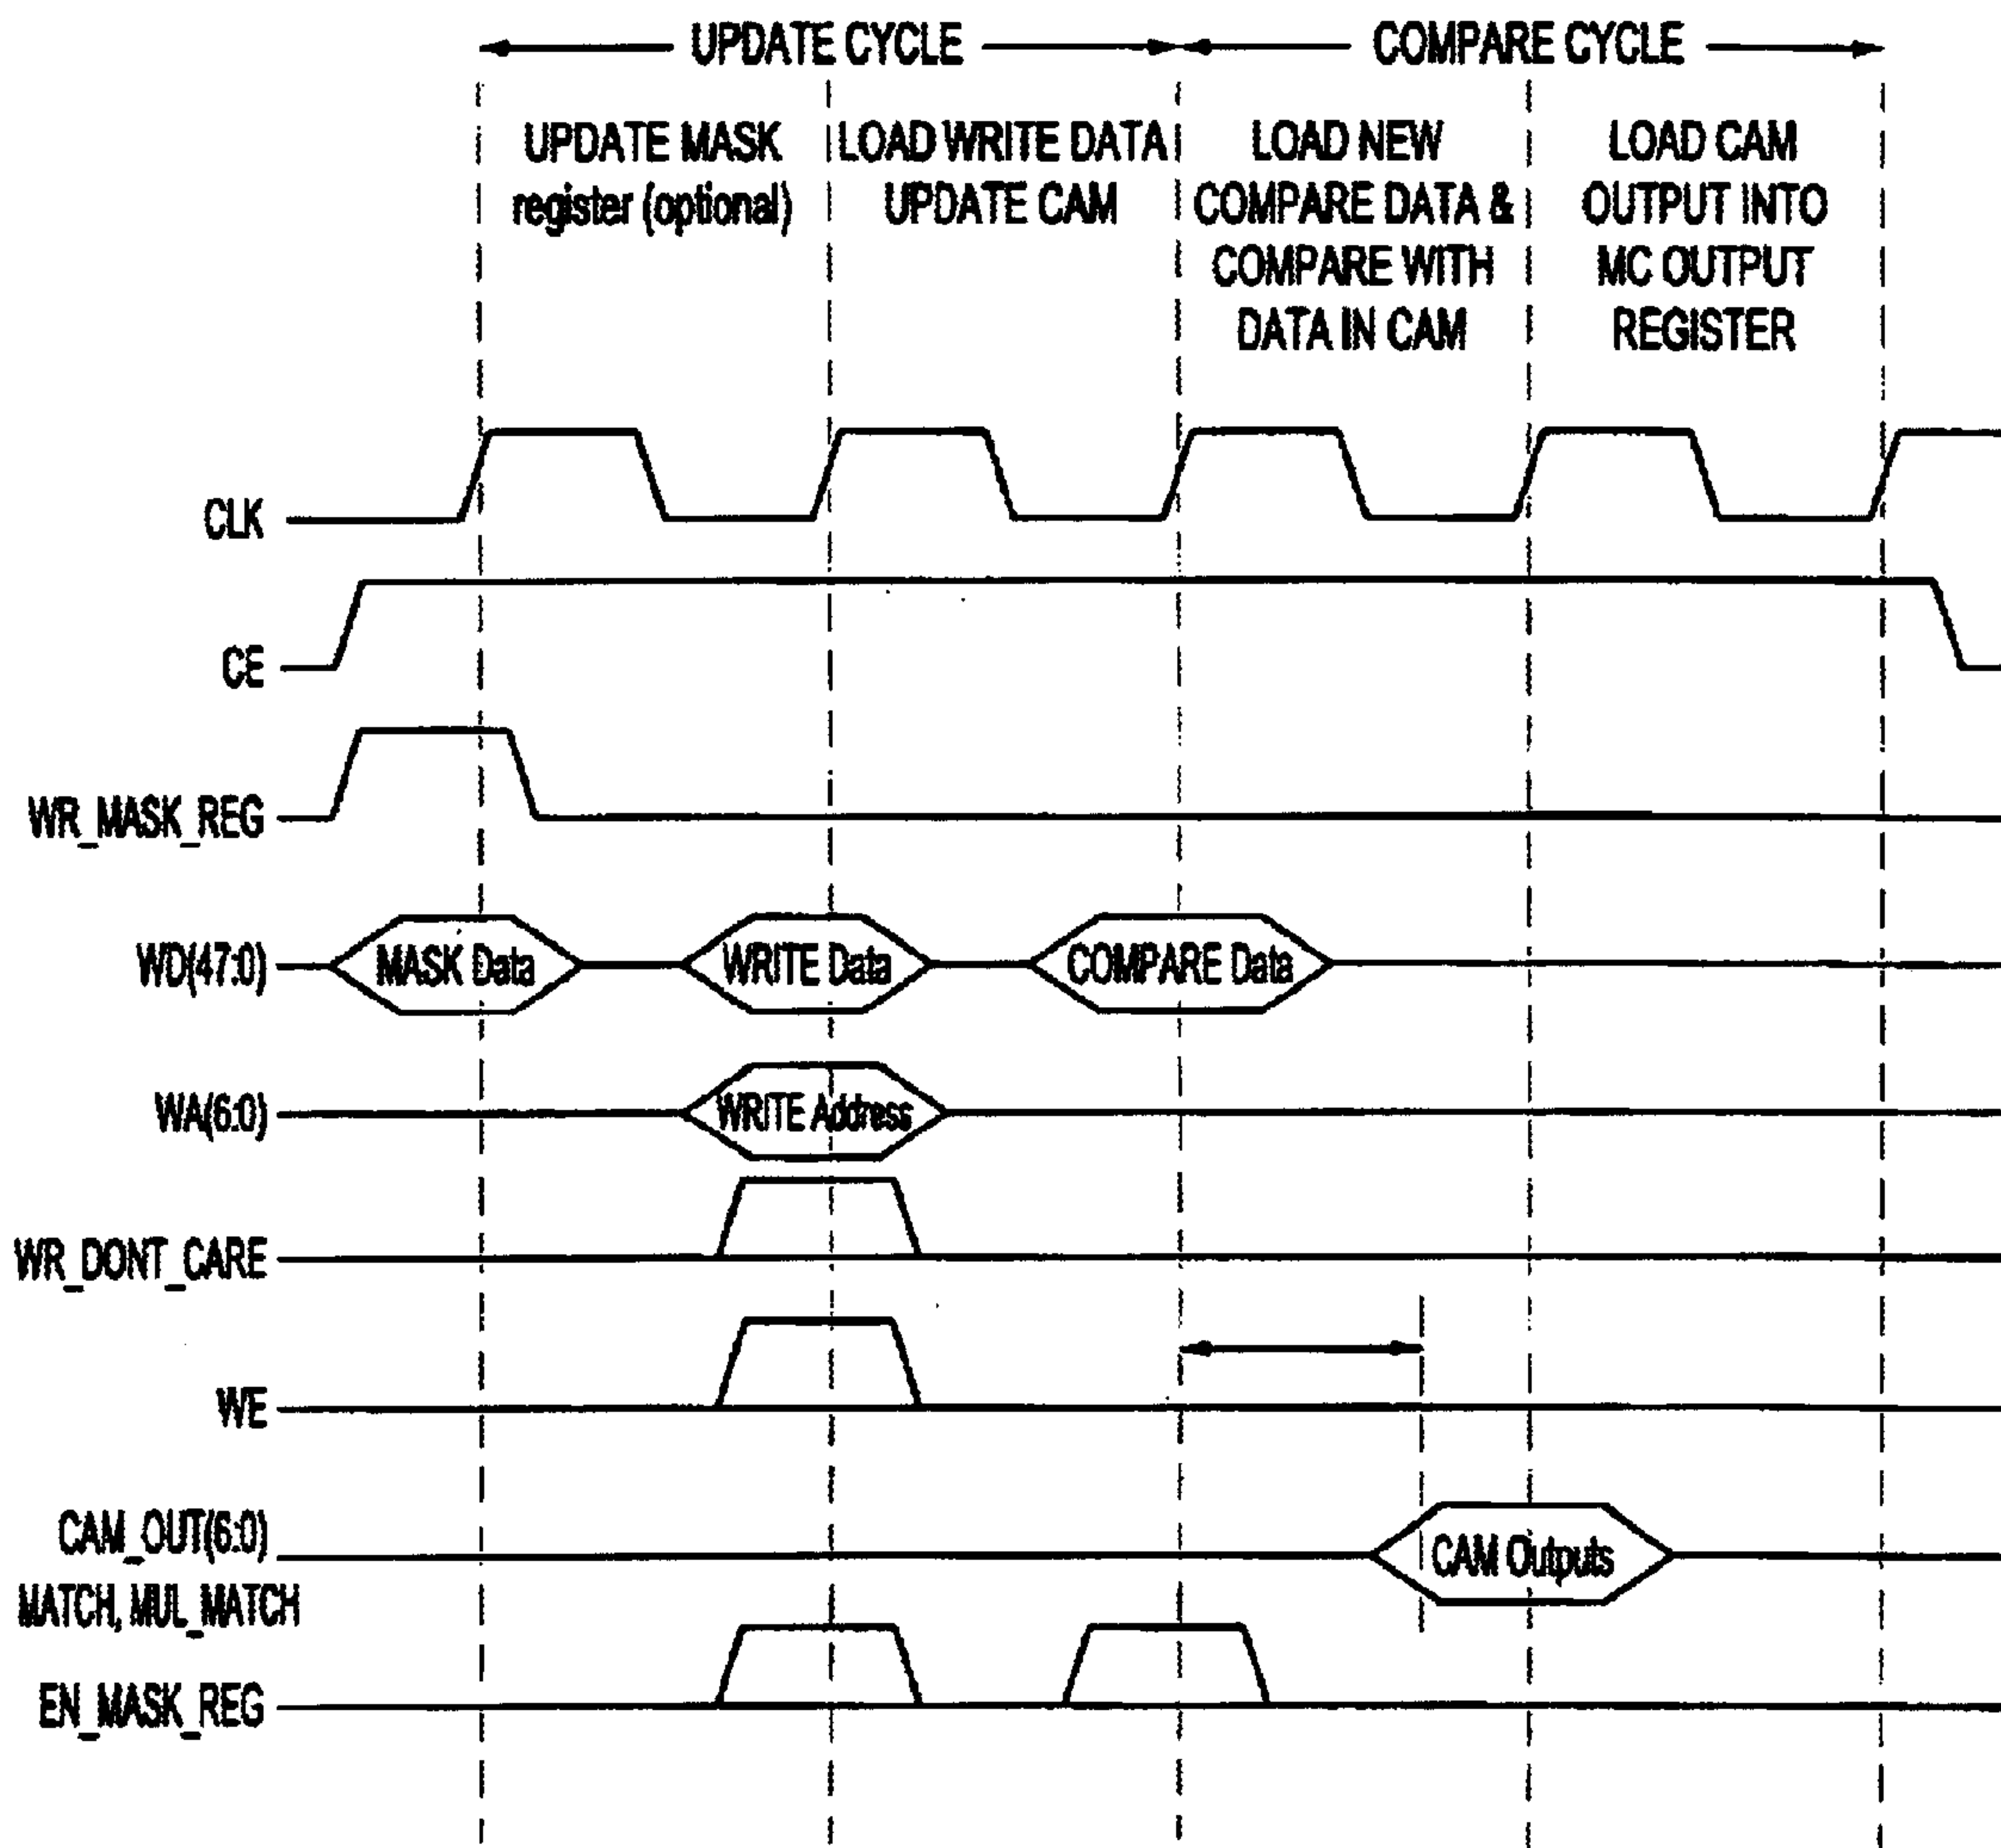 UPDATE CYCLE
COMPARE CYCLE
UPDATE MASK
register (optional)
LOAD WRITE DATA
UPDATE CAM
LOAD NEW
COMPARE DATA &
COMPARE WITH
DATA IN CAM
LOAD CAM
OUTPUT INTO
MC OUTPUT
REGISTER
CLK
CE
WR_MASK_REG
WD(47:0)
MASK Data
WRITE Data
COMPARE Data
WA(6:0)
WRITE Address
WR_DONT_CARE
WE
CAM_OUT(6:0)
MATCH, MUL_MATCH
CAM Outputs
EN_MASK_REG